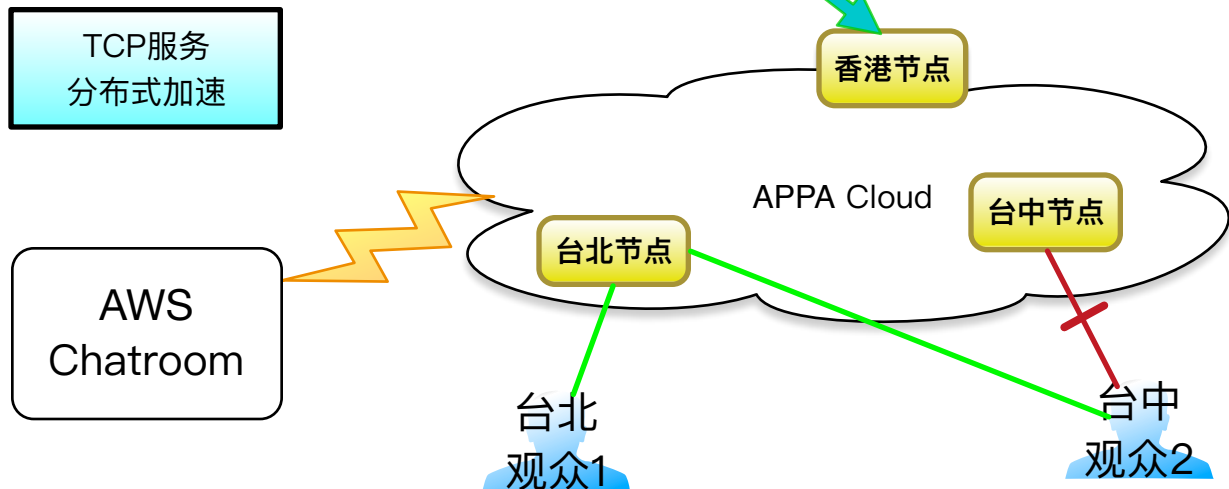 TCP服务
分布式加速
香港节点
APPA Cloud
台中节点
台北节点
AWS
Chatroom
台北
观众1
台中
观众2